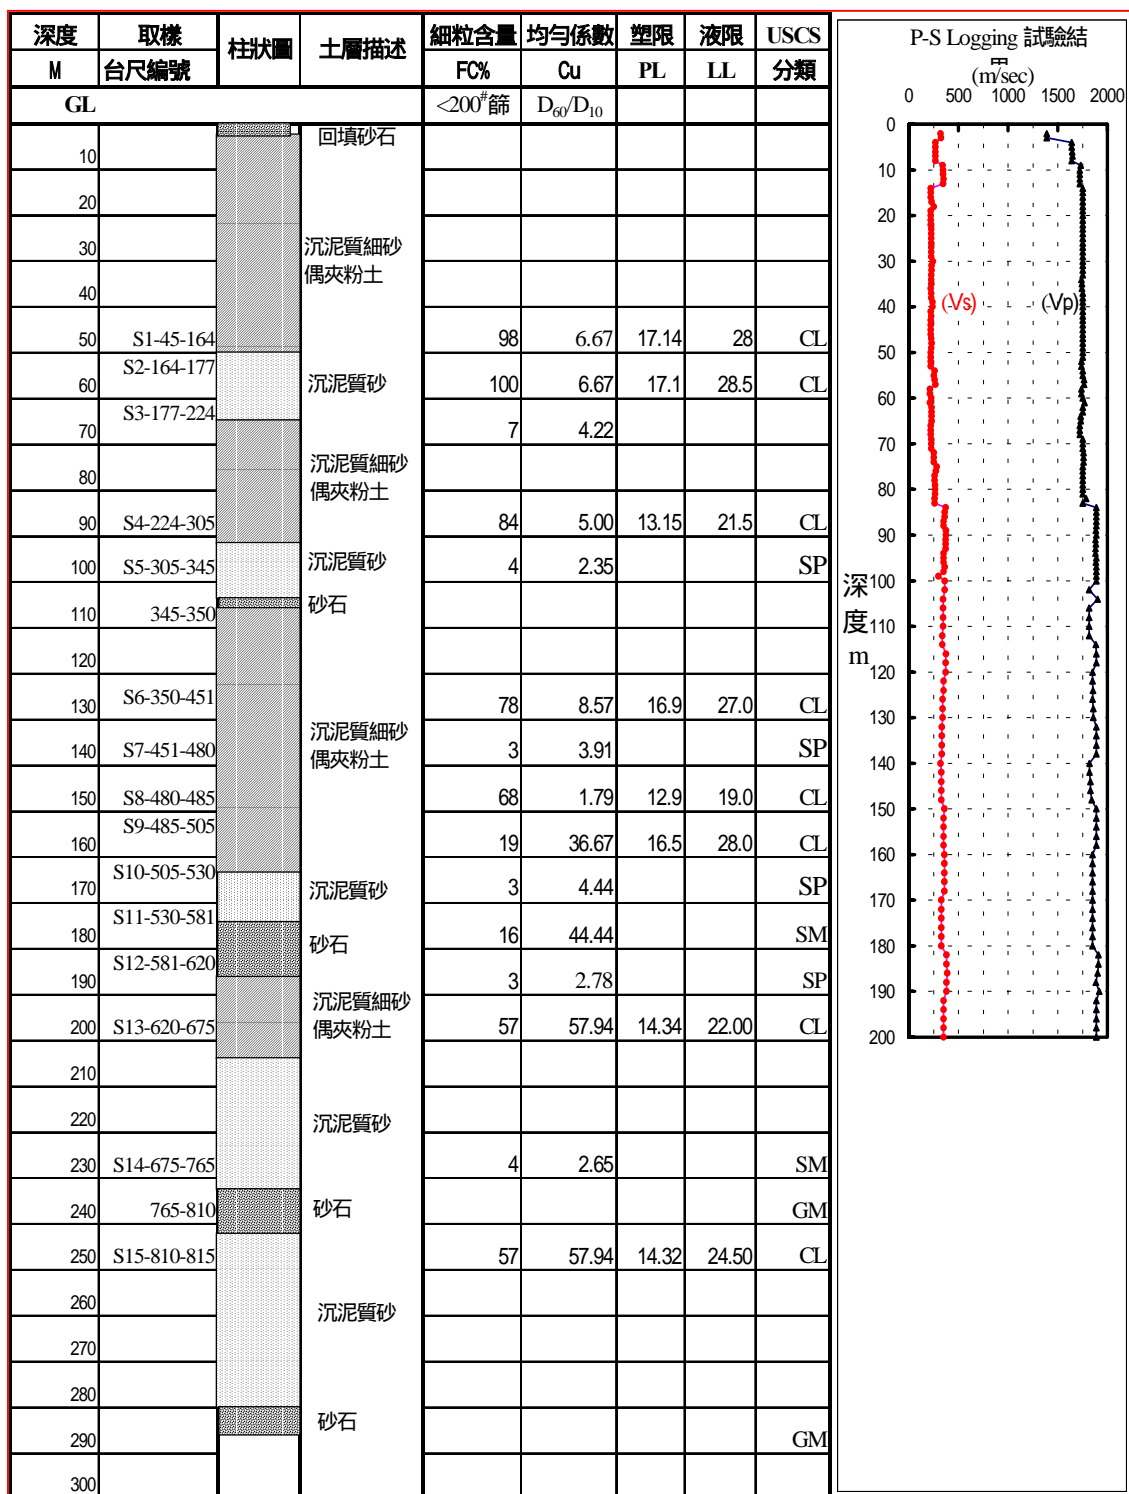 深度 取樣 柱狀圖 土層描述 細粒含量 均勻係數 塑限 液限 USCS
M 台尺編號 FC% Cu PL LL 分類
GL <200#篩 D60/D10
回填砂石
10
20
30 沉泥質細砂
偶夾粉土
40
50 S1-45-164 98 6.67 17.14 28 CL
S2-164-177
60 沉泥質砂 100 6.67 17.1 28.5 CL
S3-177-224
70 7 4.22
沉泥質細砂
80 偶夾粉土
90 S4-224-305 84 5.00 13.15 21.5 CL
100 S5-305-345 沉泥質砂 4 2.35 SP
砂石
110 345-350
120
S6-350-451
130 78 8.57 16.9 27.0 CL
沉泥質細砂
140 S7-451-480 偶夾粉土 3 3.91 SP
150 S8-480-485 68 1.79 12.9 19.0 CL
S9-485-505
160 19 36.67 16.5 28.0 CL
S10-505-530
170 沉泥質砂 3 4.44 SP
S11-530-581
180 砂石 16 44.44 SM
S12-581-620
190 3 2.78 SP
沉泥質細砂
200 S13-620-675 偶夾粉土 57 57.94 14.34 22.00 CL
210
220 沉泥質砂
230 S14-675-765 4 2.65 SM
240 765-810 砂石 GM
250 S15-810-815 57 57.94 14.32 24.50 CL
260
沉泥質砂
270
280
砂石
290 GM
300
P-S Logging 試驗結
(m/sec)
0 500 1000 1500 2000
0
10
20
30
40 (Vs) (Vp)
50
60
70
80
90
深 100
度 110
m 120
130
140
150
160
170
180
190
200